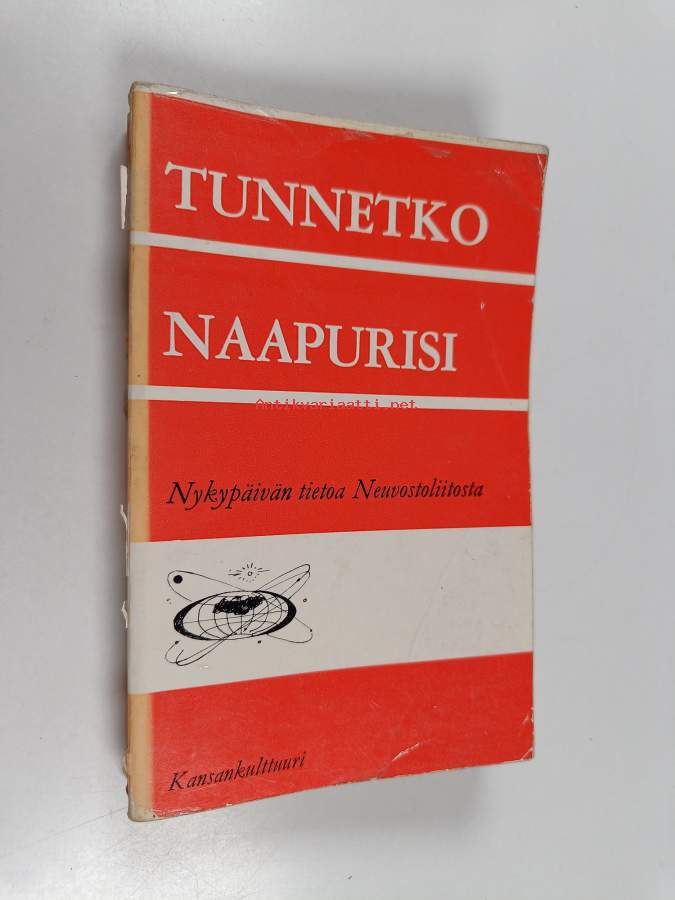 TUNNETKO
NAAPURISI
Antikvariaatti.net
Nykypäivän tietoa Neuvostoliitosta
Kansankulttuuri